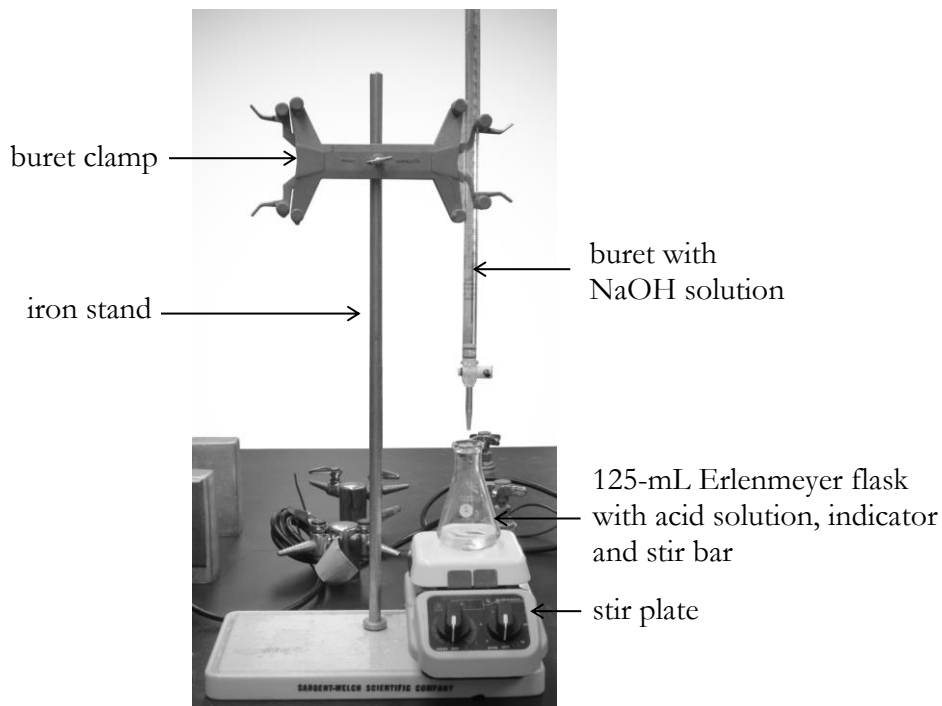 buret clamp
buret with
NaOH solution
iron stand
125-mL Erlenmeyer flask
with acid solution, indicator
and stir bar
stir plate
SARGENT-WELCH SCIENTIFIC COMPANY